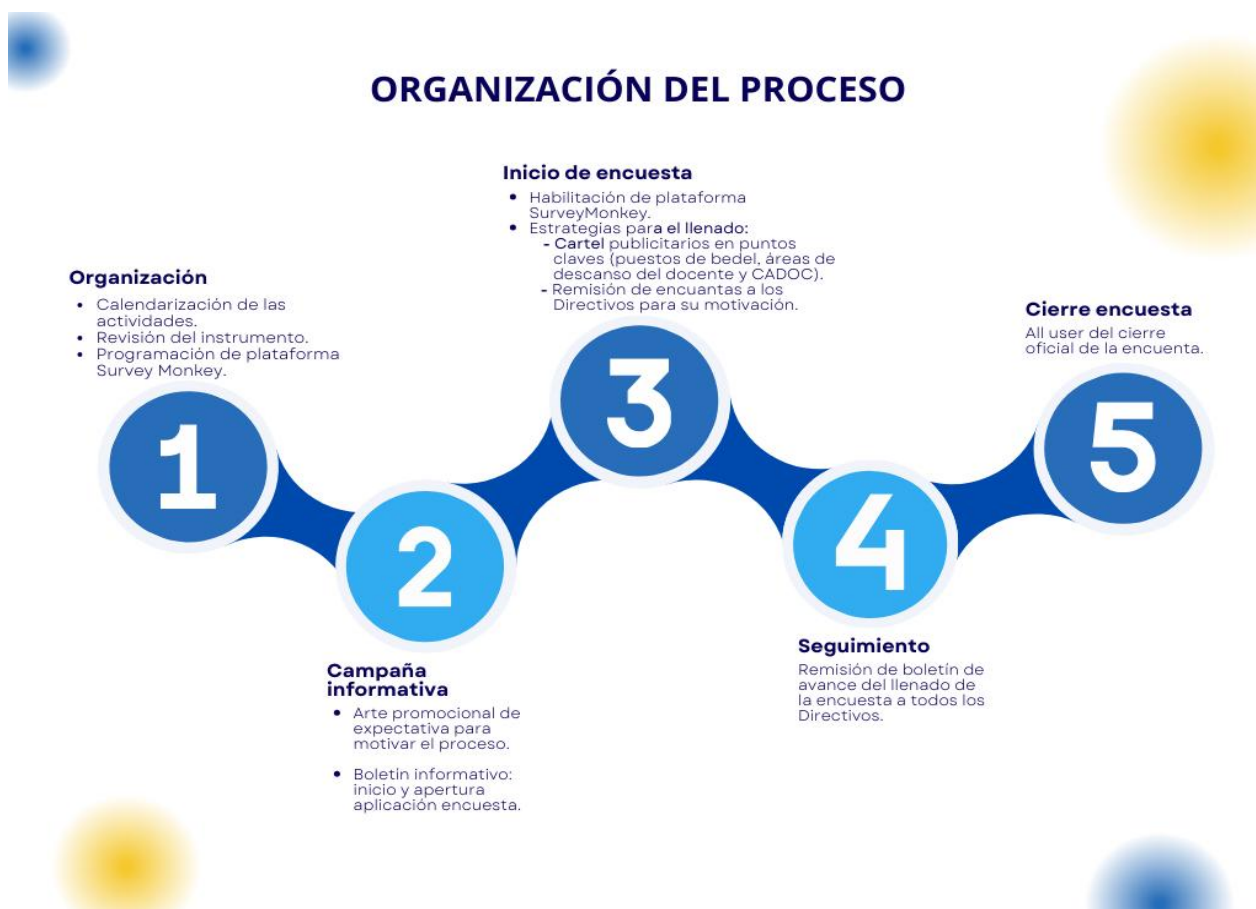 ORGANIZACIÓN DEL PROCESO
Organización
• Calendarización de las
actividades.
• Revisión del instrumento.
• Programación de plataforma
Survey Monkey.
1
Campaña
informativa
• Arte promocional de
expectativa para
motivar el proceso.
• Boletin informativo:
inicio y apertura
aplicación encuesta.
2
Inicio de encuesta
• Habilitación de plataforma
SurveyMonkey.
• Estrategias para el llenado:
- Cartel publicitarios en puntos
claves (puestos de bedel, áreas de
descanso del docente y CADOC).
- Remisión de encuantas a los
Directivos para su motivación.
3
Seguimiento
Remisión de boletín de
avance del llenado de
la encuesta a todos los
Directivos.
4
Cierre encuesta
All user del cierre
oficial de la encuenta.
5